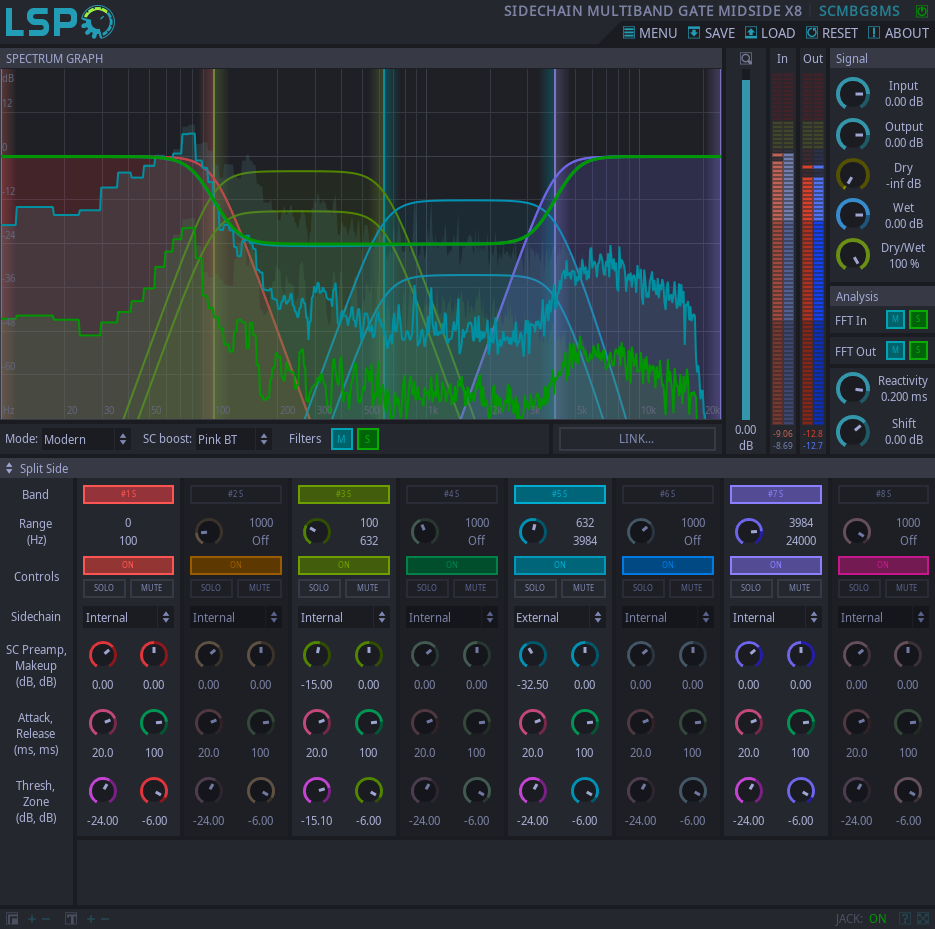 LSP
SIDECHAIN MULTIBAND GATE MIDSIDE X8 SCMBG8MS
MENU SAVE LOAD RESET ABOUT
SPECTRUM GRAPH
In Out
Signal
dB
12
0
-12
-24
-36
-48
-60
Hz 20 30 50 100 200 300 500 1k 2k 3k 5k 10k 20k
0.00
dB
-9.06 -12.8
-8.69 -12.7
Input
0.00 dB
Output
0.00 dB
Dry
-inf dB
Wet
0.00 dB
Dry/Wet
100 %
Analysis
FFT In M S
FFT Out M S
Reactivity
0.200 ms
Shift
0.00 dB
Mode: Modern SC boost: Pink BT Filters M S LINK...
Split Side
Band #1 S #2 S #3 S #4 S #5 S #6 S #7 S #8 S
Range
(Hz)
0 1000 100 1000 632 1000 3984 1000
100 Off 632 Off 3984 Off 24000 Off
Controls
ON ON ON ON ON ON ON ON
SOLO MUTE SOLO MUTE SOLO MUTE SOLO MUTE SOLO MUTE SOLO MUTE SOLO MUTE SOLO MUTE
Sidechain Internal Internal Internal Internal External Internal Internal Internal
SC Preamp,
Makeup
(dB, dB)
0.00 0.00 0.00 0.00 -15.00 0.00 0.00 0.00 -32.50 0.00 0.00 0.00 0.00 0.00 0.00 0.00
Attack,
Release
(ms, ms)
20.0 100 20.0 100 20.0 100 20.0 100 20.0 100 20.0 100 20.0 100 20.0 100
Thresh,
Zone
(dB, dB)
-24.00 -6.00 -24.00 -6.00 -15.10 -6.00 -24.00 -6.00 -24.00 -6.00 -24.00 -6.00 -24.00 -6.00 -24.00 -6.00
JACK: ON